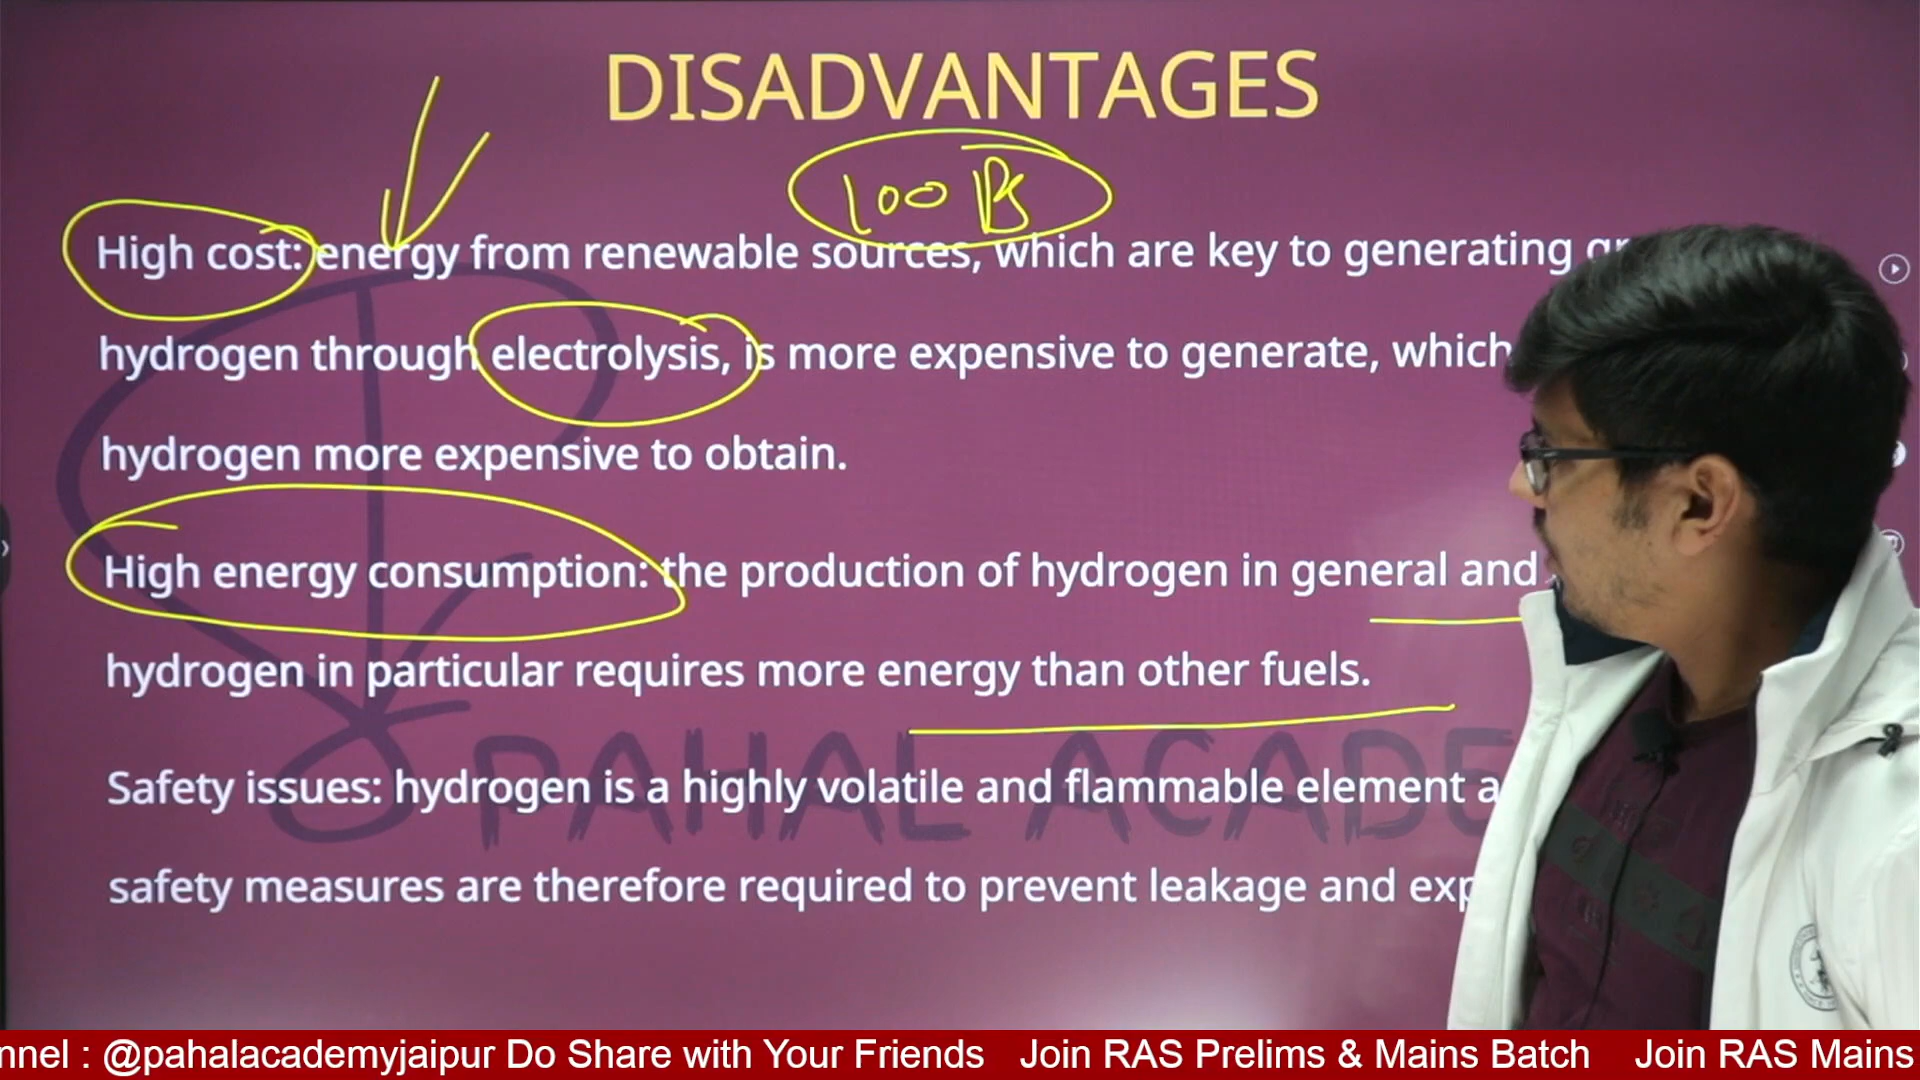 DISADVANTAGES
100 Rs
High cost: energy from renewable sources, which are key to generating
hydrogen through electrolysis, is more expensive to generate, which
hydrogen more expensive to obtain.
High energy consumption: the production of hydrogen in general and
hydrogen in particular requires more energy than other fuels.
Safety issues: hydrogen is a highly volatile and flammable element
safety measures are therefore required to prevent leakage and
PAHAL
nnel : @pahalacademyjaipur Do Share with Your Friends Join RAS Prelims & Mains Batch Join RAS Mains